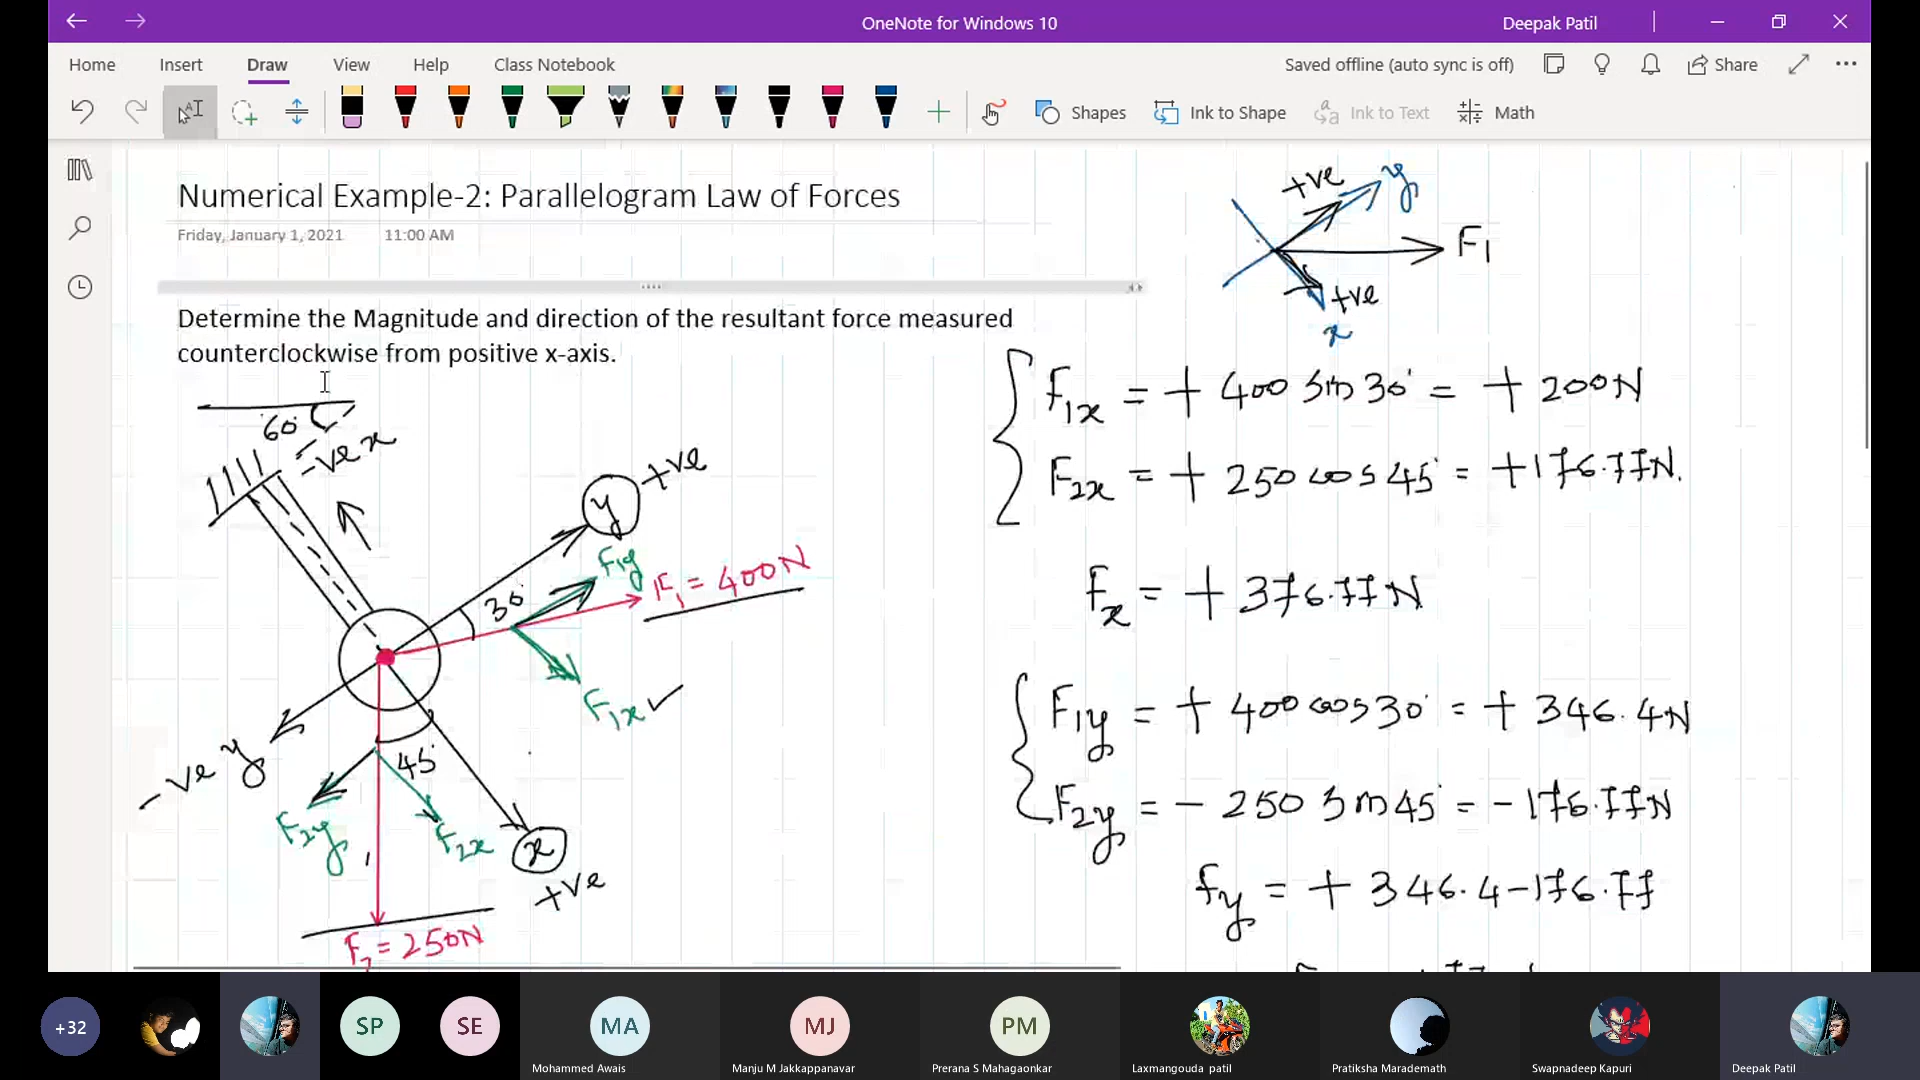 OneNote for Windows 10
Deepak Patil
Home Insert Draw View Help Class Notebook
Saved offline (auto sync is off) Share
Shapes Ink to Shape Ink to Text Math
Numerical Example-2: Parallelogram Law of Forces
Friday, January 1, 2021 11:00 AM
Determine the Magnitude and direction of the resultant force measured
counterclockwise from positive x-axis.
60°
-ve x
y +ve
30°
F1y
F1 = 400N
F1x ✓
-ve y
45°
F2y
F2x
x
+ve
F2 = 250N
+ve y
F1
+ve
x
F1x = + 400 sin 30° = + 200N
F2x = + 250 cos 45° = +176.77N.
Fx = + 376.77N
F1y = + 400 cos 30° = + 346.4N
F2y = - 250 sin 45° = - 176.77N
Fy = + 346.4-176.77
+32
SP
SE
MA
MJ
PM
Mohammed Awais
Manju M Jakkappanavar
Prerana S Mahagaonkar
Laxmangouda patil
Pratiksha Marademath
Swapnadeep Kapuri
Deepak Patil